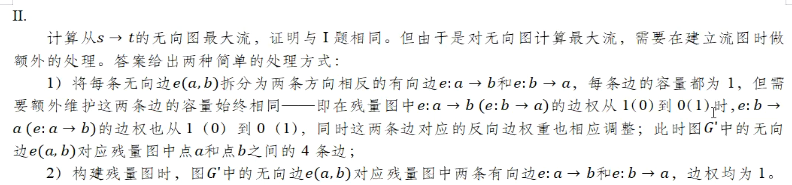 II.
计算从s → t的无向图最大流，证明与 I 题相同。但由于是对无向图计算最大流，需要在建立流图时做
额外的处理。答案给出两种简单的处理方式：
1）将每条无向边e(a, b)拆分为两条方向相反的有向边e: a → b和e: b → a，每条边的容量都为 1，但需
要额外维护这两条边的容量始终相同——即在残量图中e: a → b (e: b → a)的边权从 1(0) 到 0(1)时,e: b →
a (e: a → b)的边权也从 1（0）到 0（1），同时这两条边对应的反向边权重也相应调整；此时图G'中的无向
边e(a, b)对应残量图中点a和点b之间的 4 条边；
2）构建残量图时，图G'中的无向边e(a, b)对应残量图中两条有向边e: a → b和e: b → a，边权均为 1。